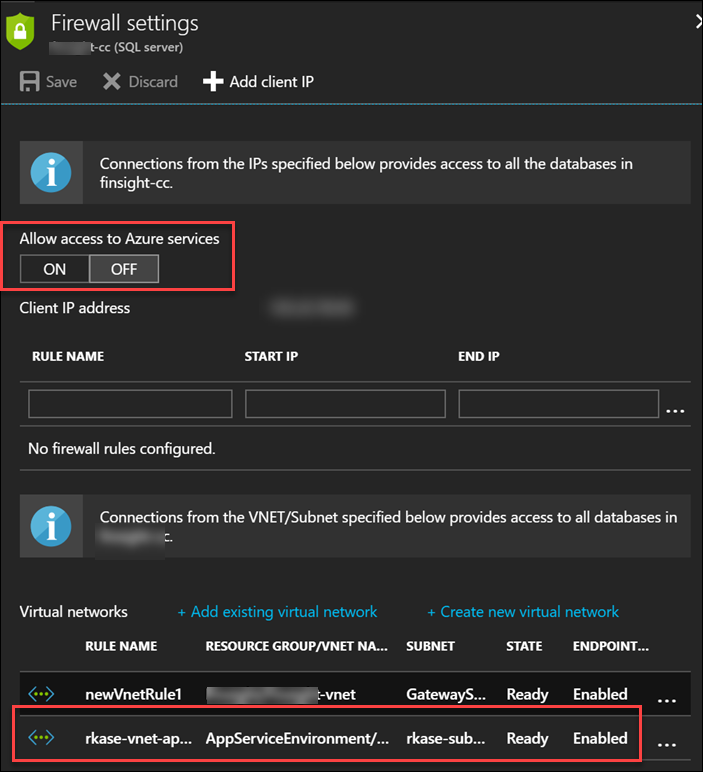 Firewall settings
t-cc (SQL server)
Save Discard Add client IP
Connections from the IPs specified below provides access to all the databases in
finsight-cc.
Allow access to Azure services
ON OFF
Client IP address
RULE NAME START IP END IP
...
No firewall rules configured.
Connections from the VNET/Subnet specified below provides access to all databases in
c.
Virtual networks + Add existing virtual network + Create new virtual network
RULE NAME RESOURCE GROUP/VNET NA... SUBNET STATE ENDPOINT...
newVnetRule1 t-vnet GatewayS... Ready Enabled ...
rkase-vnet-ap... AppServiceEnvironment/... rkase-sub... Ready Enabled ...